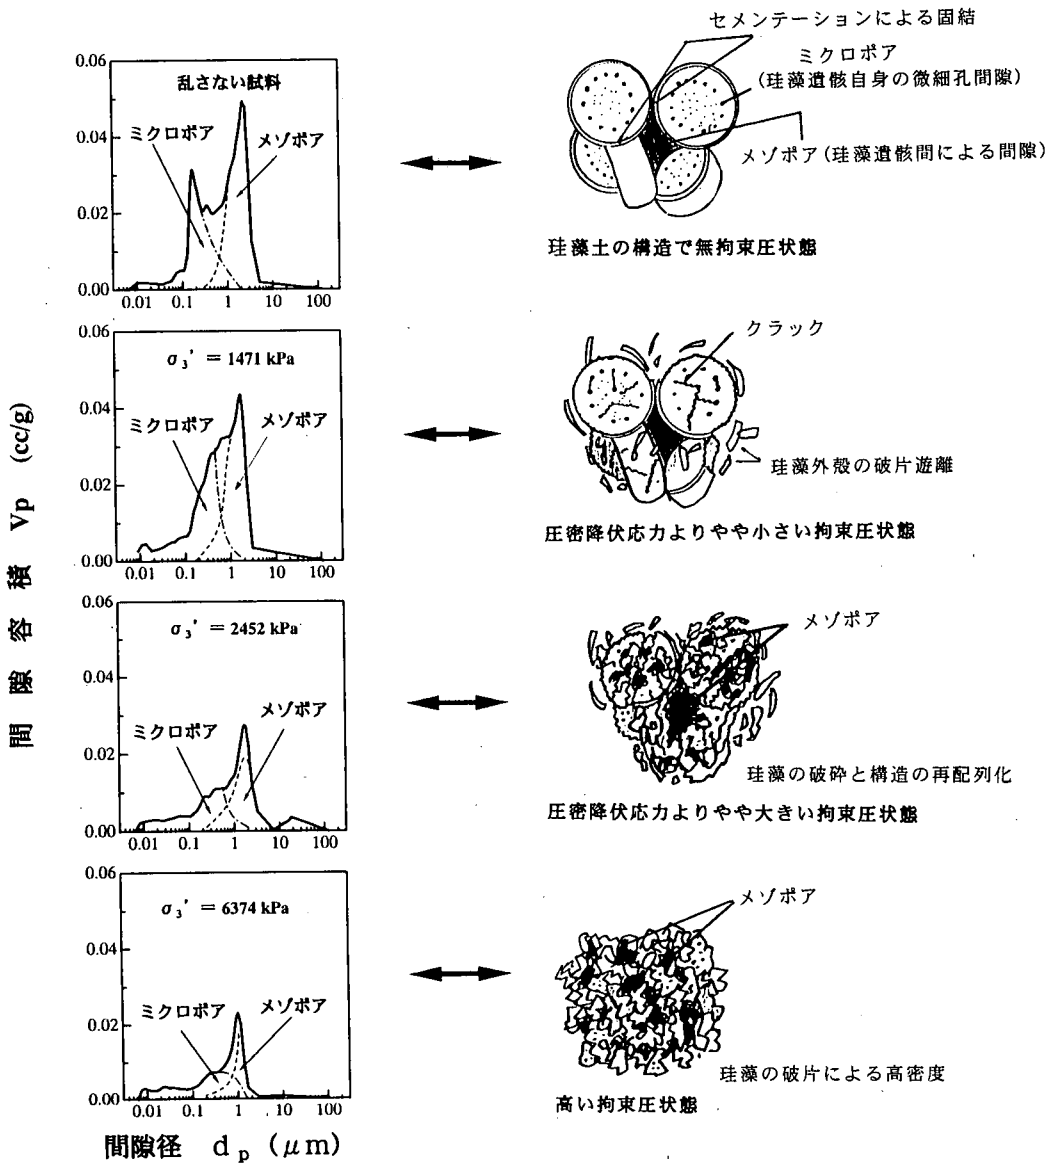 間隙容積 Vp (cc/g)
0.06
0.04
0.02
0.00
乱さない試料
ミクロポア
メゾポア
0.01 0.1 1 10 100
セメンテーションによる固結
ミクロポア
(珪藻遺骸自身の微細孔間隙)
メゾポア(珪藻遺骸間による間隙)
珪藻土の構造で無拘束圧状態
0.06
0.04
0.02
0.00
σ3' = 1471 kPa
ミクロポア
メゾポア
0.01 0.1 1 10 100
クラック
珪藻外殻の破片遊離
圧密降伏応力よりやや小さい拘束圧状態
0.06
0.04
0.02
0.00
σ3' = 2452 kPa
ミクロポア
メゾポア
0.01 0.1 1 10 100
メゾポア
珪藻の破砕と構造の再配列化
圧密降伏応力よりやや大きい拘束圧状態
0.06
0.04
0.02
0.00
σ3' = 6374 kPa
ミクロポア
メゾポア
0.01 0.1 1 10 100
メゾポア
珪藻の破片による高密度
高い拘束圧状態
間隙径 dp (μm)